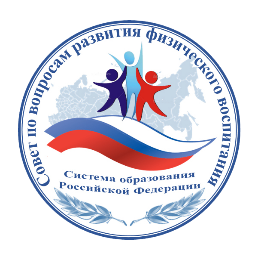 Совет по вопросам развития физического воспитания
Система образования
Российской Федерации